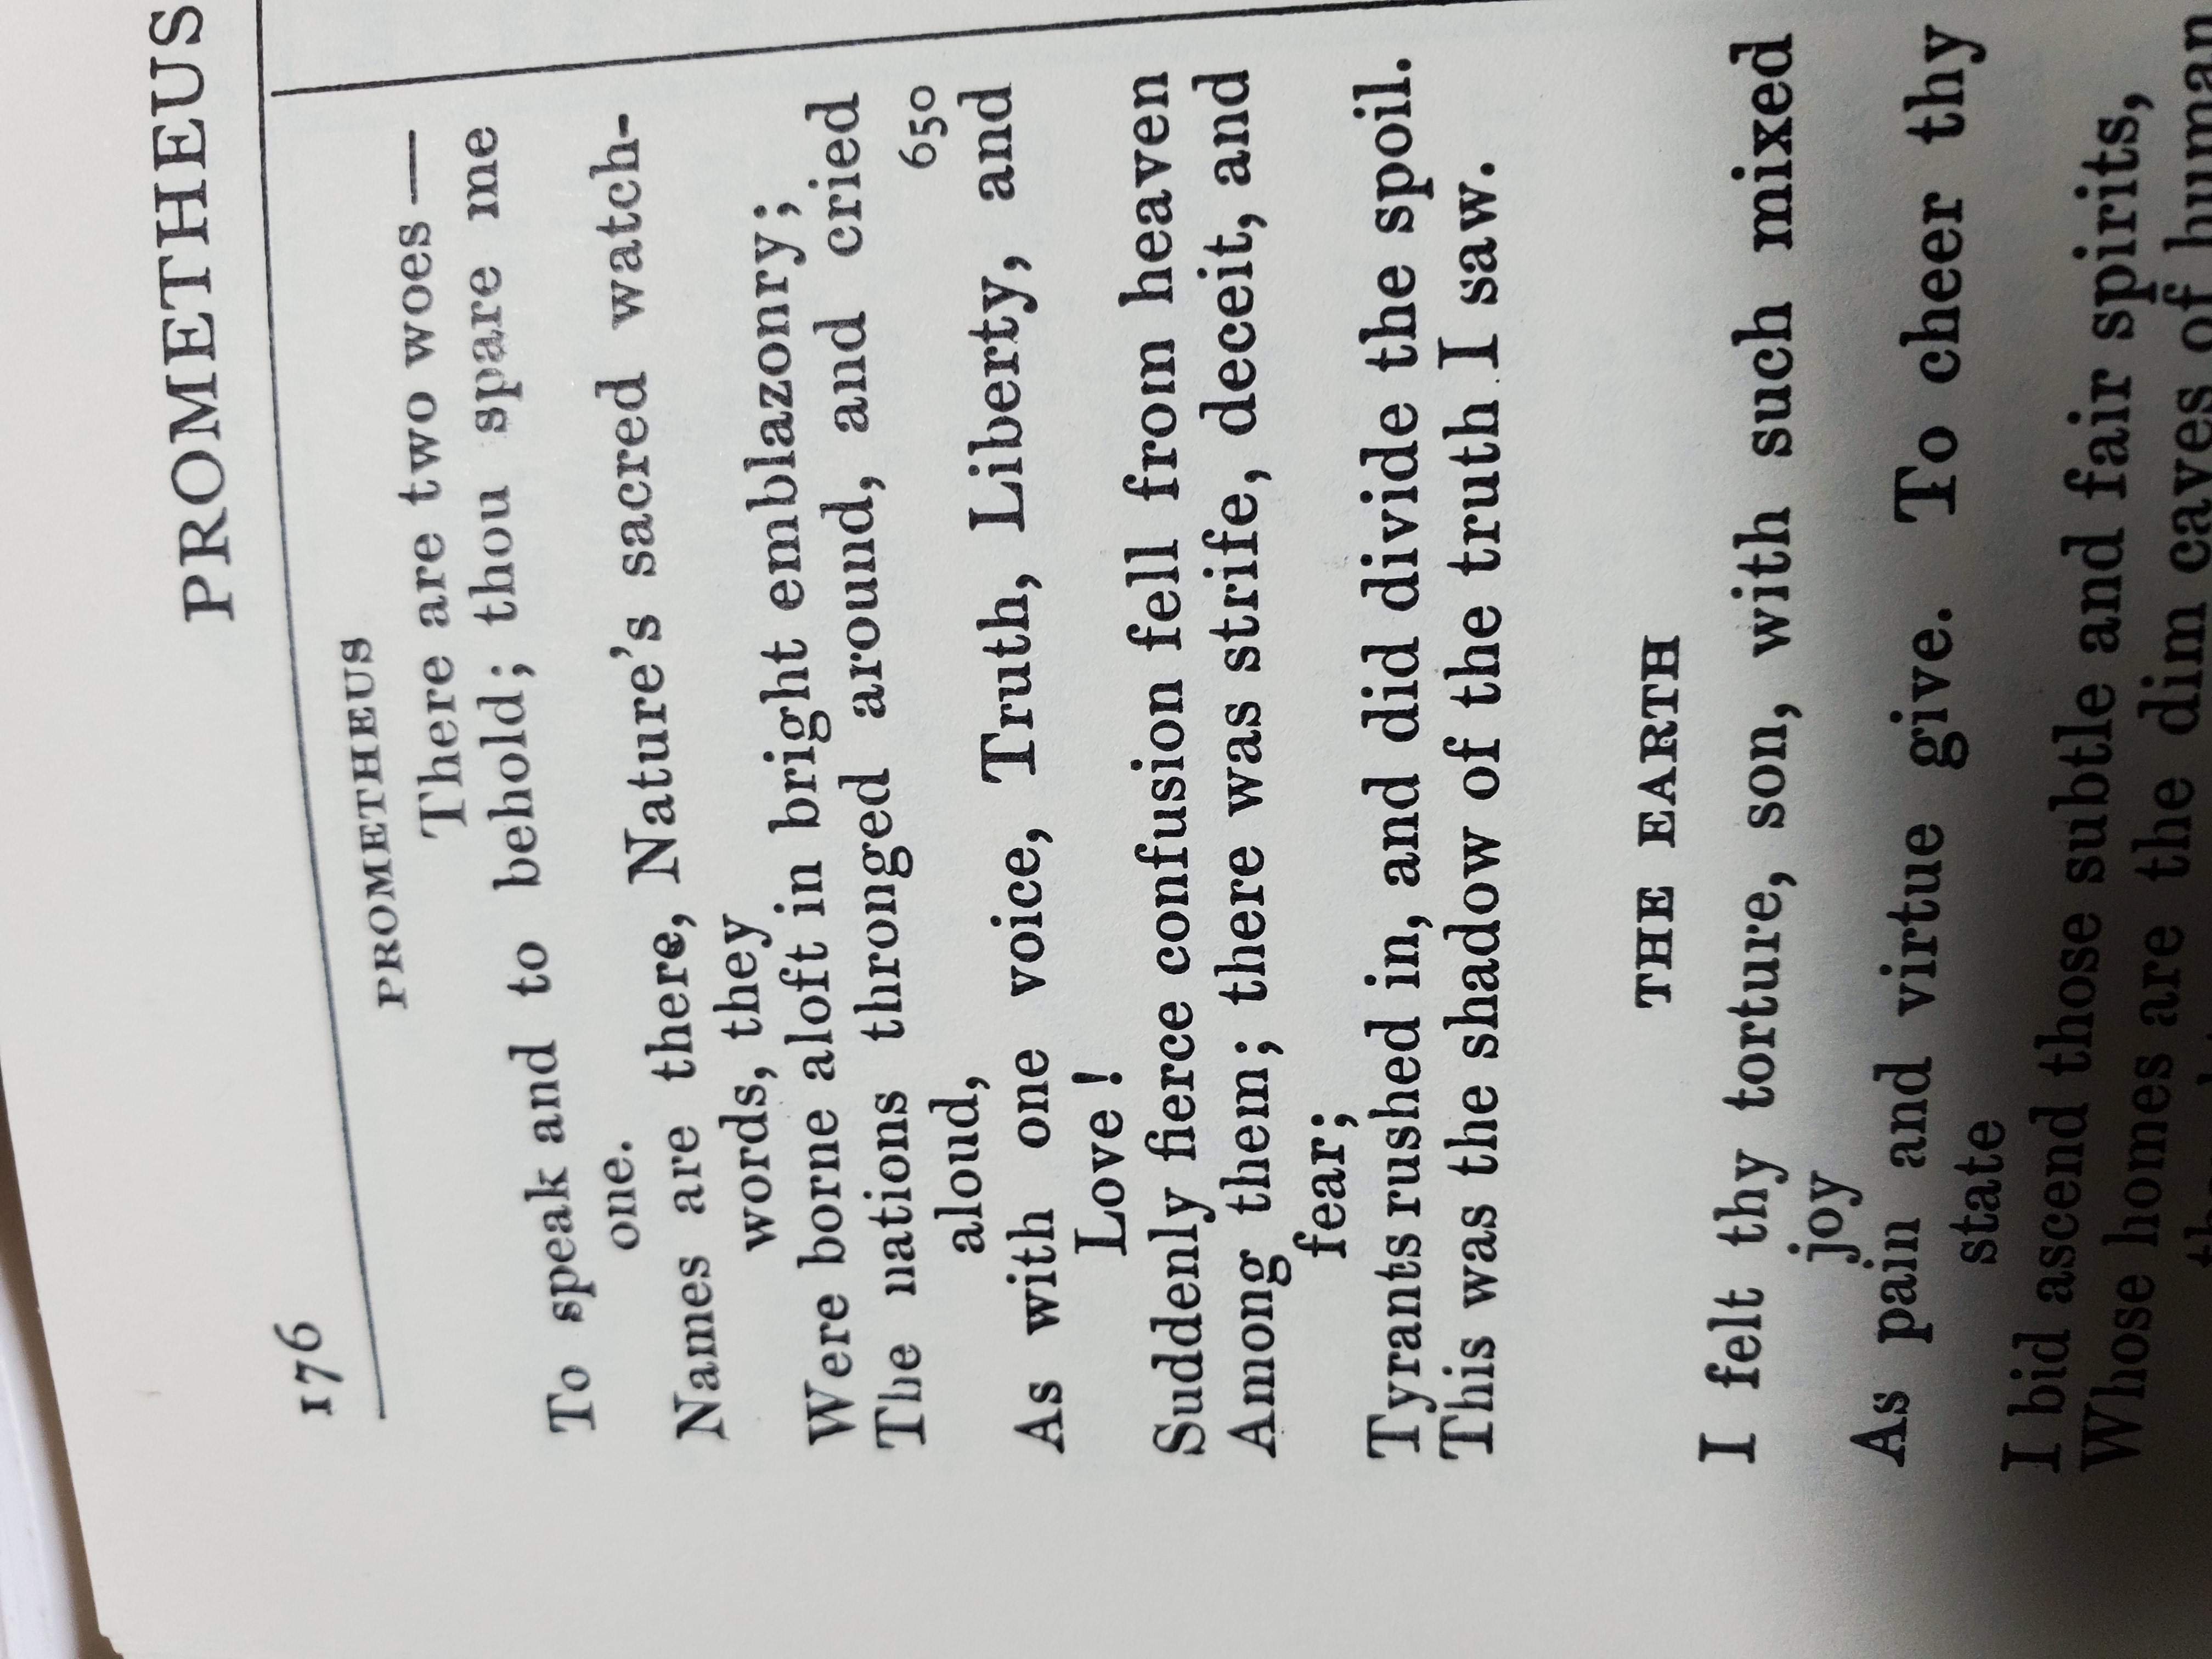 PROMETHEUS
176
PROMETHEUS
There are two woes —
To speak and to behold; thou spare me
one.
Names are there, Nature's sacred watch-
words, they
Were borne aloft in bright emblazonry;
The nations thronged around, and cried
aloud, 650
As with one voice, Truth, Liberty, and
Love!
Suddenly fierce confusion fell from heaven
Among them; there was strife, deceit, and
fear;
Tyrants rushed in, and did divide the spoil.
This was the shadow of the truth I saw.
THE EARTH
I felt thy torture, son, with such mixed
joy
As pain and virtue give. To cheer thy
state
I bid ascend those subtle and fair spirits,
Whose homes are the dim caves of human